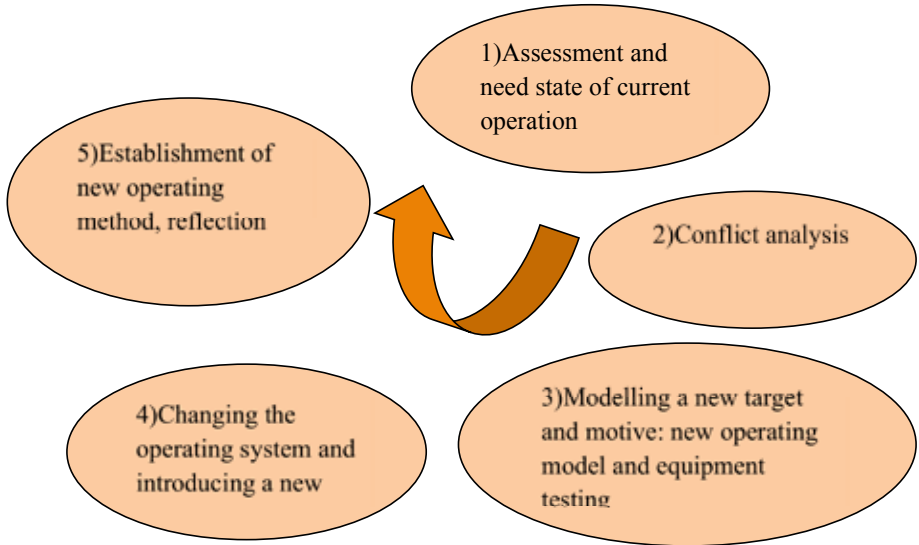 1)Assessment and
need state of current
operation
2)Conflict analysis
3)Modelling a new target
and motive: new operating
model and equipment
testing
4)Changing the
operating system and
introducing a new
5)Establishment of
new operating
method, reflection